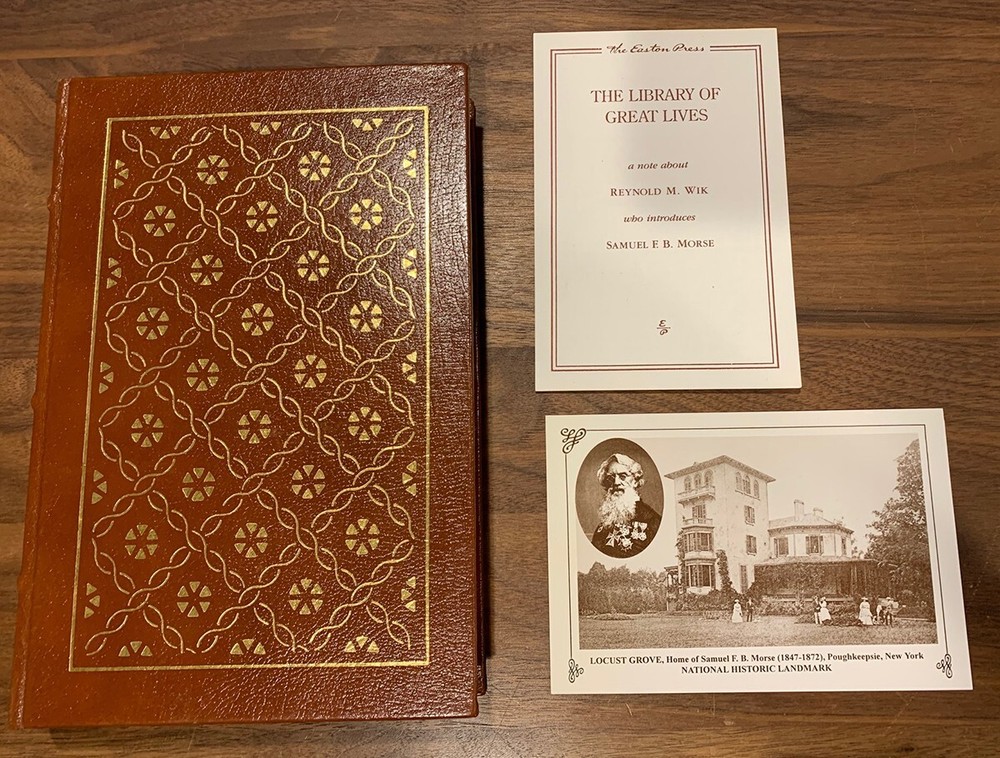 The Easton Press
THE LIBRARY OF
GREAT LIVES
a note about
REYNOLD M. WIK
who introduces
SAMUEL F. B. MORSE
E/P
LOCUST GROVE, Home of Samuel F. B. Morse (1847-1872), Poughkeepsie, New York
NATIONAL HISTORIC LANDMARK